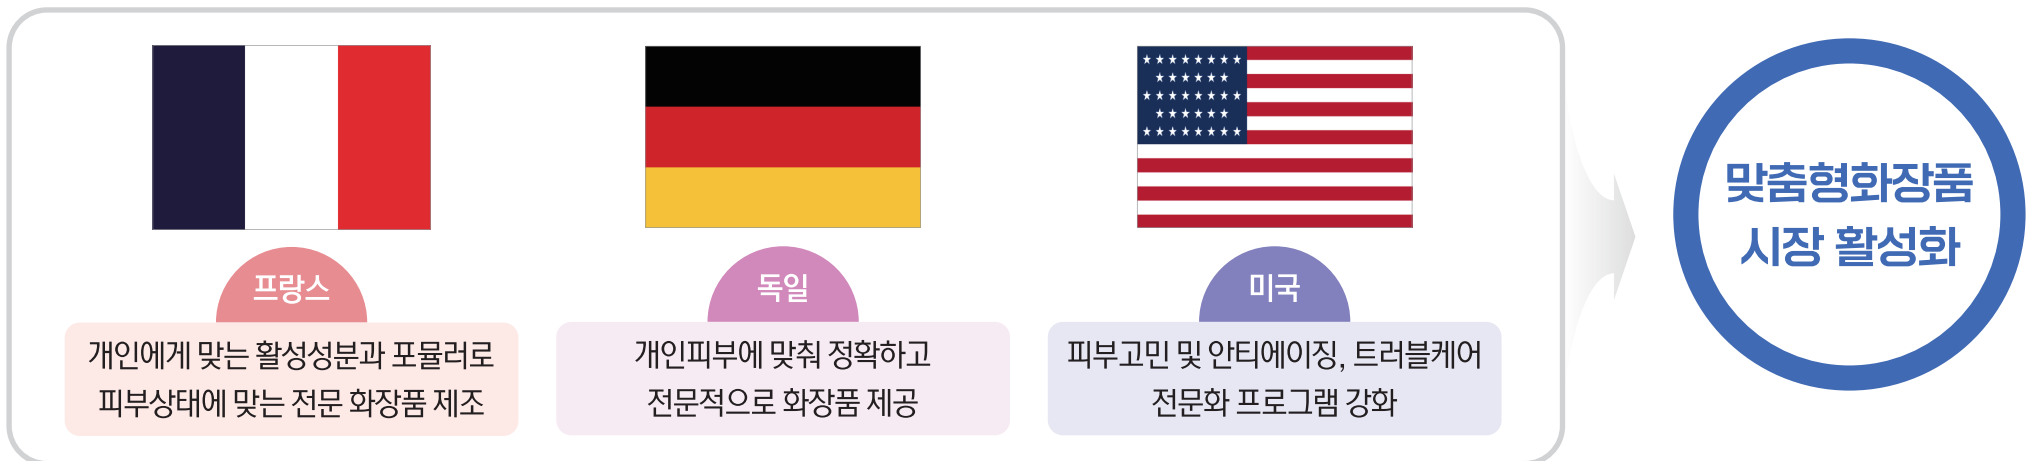 프랑스
개인에게 맞는 활성성분과 포뮬러로
피부상태에 맞는 전문 화장품 제조
독일
개인피부에 맞춰 정확하고
전문적으로 화장품 제공
미국
피부고민 및 안티에이징, 트러블케어
전문화 프로그램 강화
맞춤형화장품
시장 활성화